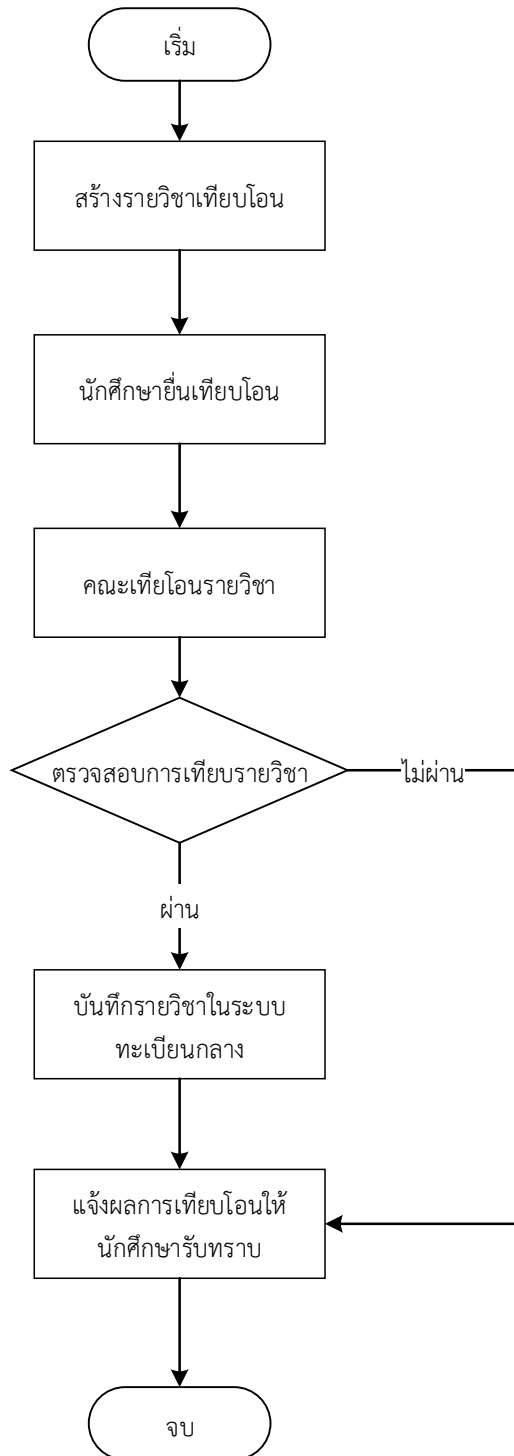 เริ่ม
สร้างรายวิชาเทียบโอน
นักศึกษายื่นเทียบโอน
คณะเทียโอนรายวิชา
ตรวจสอบการเทียบรายวิชา
ไม่ผ่าน
ผ่าน
บันทึกรายวิชาในระบบ
ทะเบียนกลาง
แจ้งผลการเทียบโอนให้
นักศึกษารับทราบ
จบ